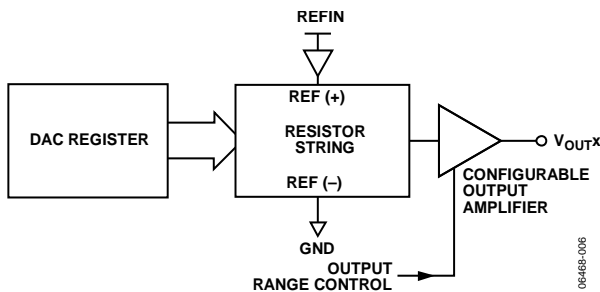 REFIN
REF (+)
DAC REGISTER
RESISTOR
STRING
REF (–)
GND
VOUTX
CONFIGURABLE
OUTPUT
AMPLIFIER
OUTPUT
RANGE CONTROL
06468-006